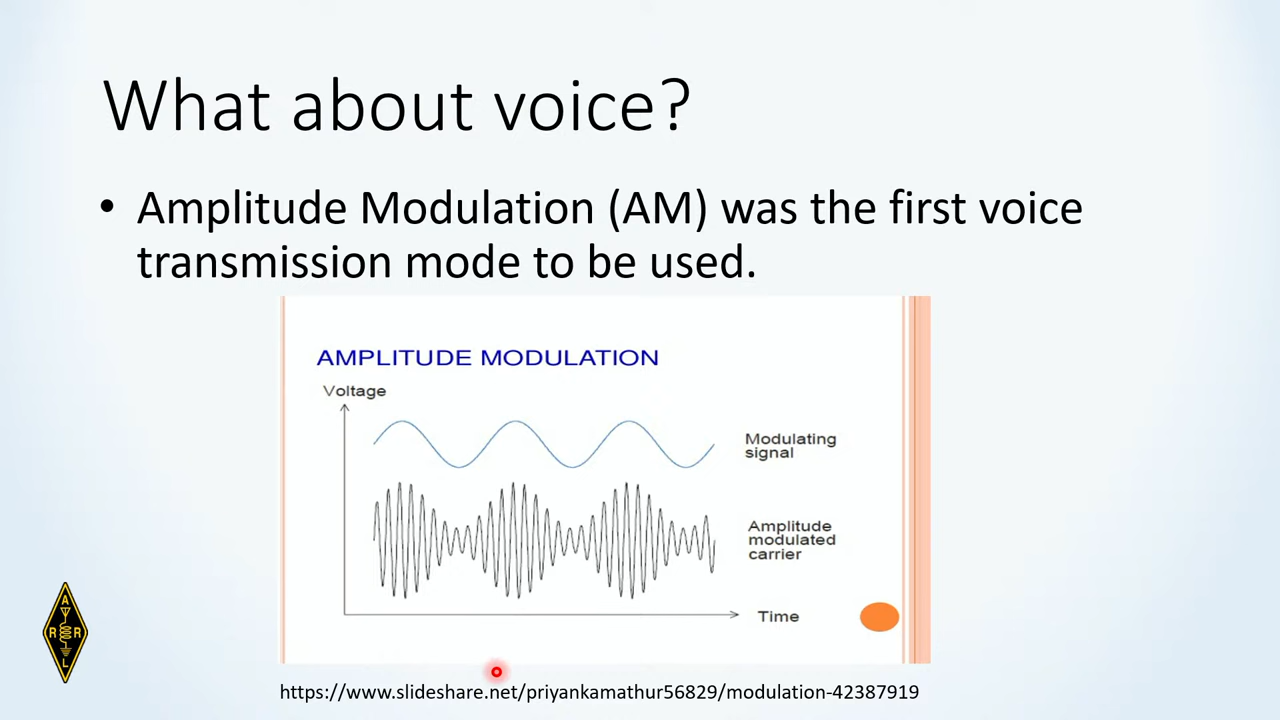 What about voice?
• Amplitude Modulation (AM) was the first voice
transmission mode to be used.
AMPLITUDE MODULATION
Voltage
Modulating
signal
Amplitude
modulated
carrier
Time
A
R R
L
https://www.slideshare.net/priyankamathur56829/modulation-42387919